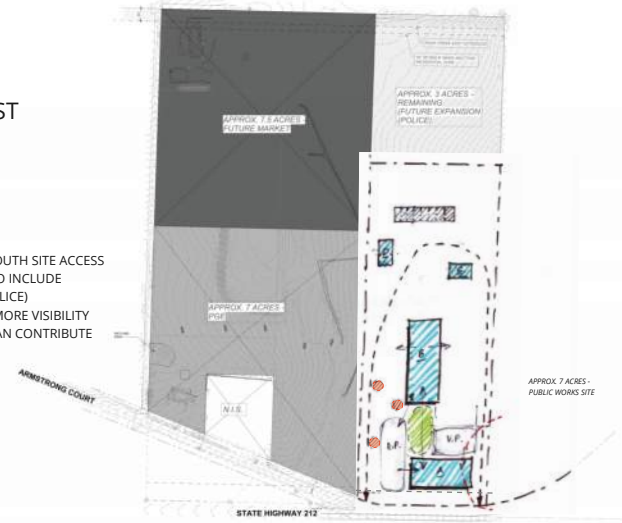 ST
OUTH SITE ACCESS
O INCLUDE
LICE)
MORE VISIBILITY
AN CONTRIBUTE
APPROX. 7.5 ACRES -
FUTURE MARKET
APPROX. 3 ACRES -
REMAINING
(FUTURE EXPANSION
(POLICE)
APPROX. 7 ACRES -
PGE
N.I.S.
ARMSTRONG COURT
STATE HIGHWAY 212
APPROX. 7 ACRES -
PUBLIC WORKS SITE
B
V.P.
A